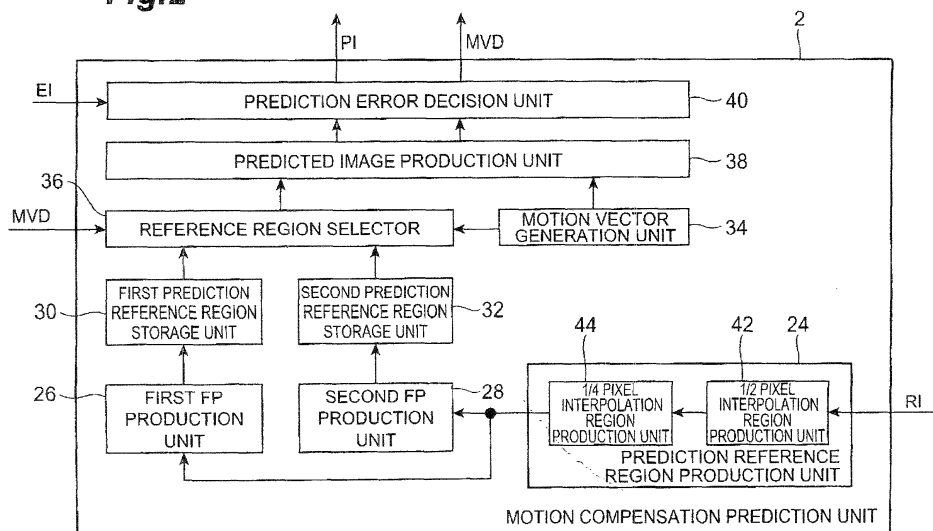 Fig.2
PI
MVD
2
EI
PREDICTION ERROR DECISION UNIT
40
PREDICTED IMAGE PRODUCTION UNIT
38
36
MVD
REFERENCE REGION SELECTOR
MOTION VECTOR
GENERATION UNIT
34
30
FIRST PREDICTION
REFERENCE REGION
STORAGE UNIT
SECOND PREDICTION
REFERENCE REGION
STORAGE UNIT
32
44
42
24
26
FIRST FP
PRODUCTION
UNIT
SECOND FP
PRODUCTION
UNIT
28
1/4 PIXEL
INTERPOLATION
REGION
PRODUCTION UNIT
1/2 PIXEL
INTERPOLATION
REGION
PRODUCTION UNIT
RI
PREDICTION REFERENCE
REGION PRODUCTION UNIT
MOTION COMPENSATION PREDICTION UNIT